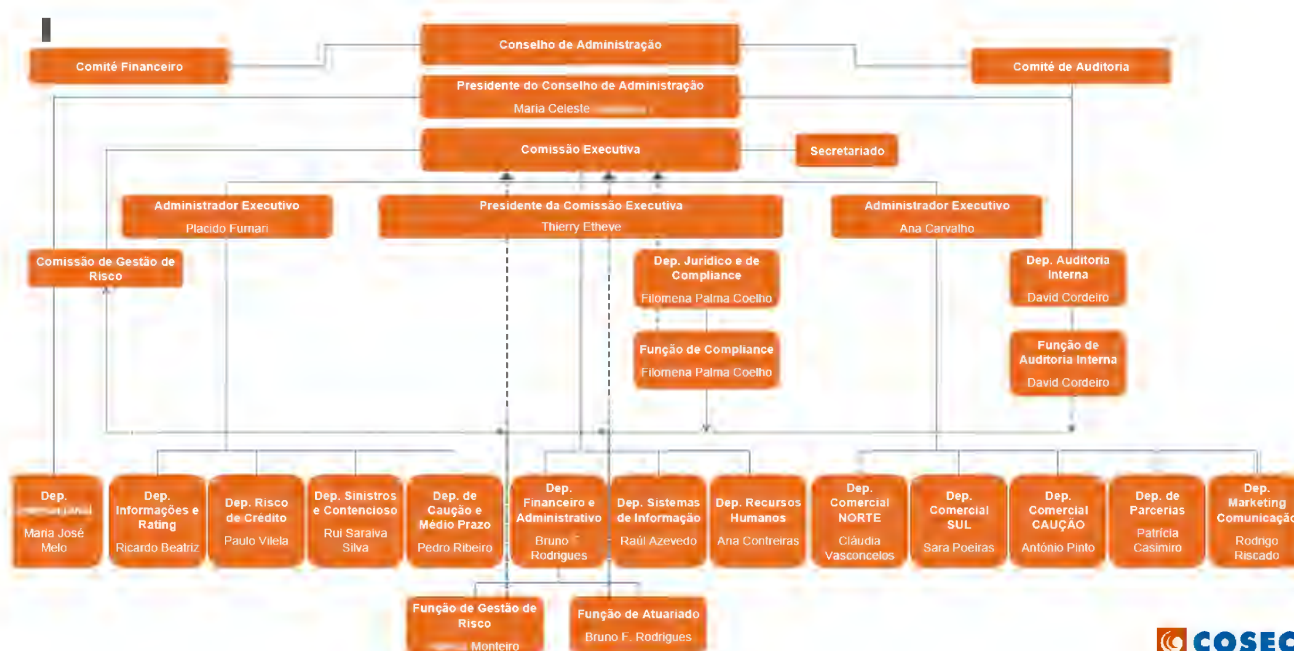 Conselho de Administração
Comité Financeiro
Comité de Auditoria
Presidente do Conselho de Administração
Maria Celeste
Comissão Executiva
Secretariado
Administrador Executivo
Placido Furnari
Presidente da Comissão Executiva
Thierry Etheve
Administrador Executivo
Ana Carvalho
Comissão de Gestão de
Risco
Dep. Jurídico e de
Compliance
Filomena Palma Coelho
Dep. Auditoria
Interna
David Cordeiro
Função de Compliance
Filomena Palma Coelho
Função de
Auditoria Interna
David Cordeiro
Dep.
Maria José
Melo
Dep.
Informações e
Rating
Ricardo Beatriz
Dep. Risco
de Crédito
Paulo Vilela
Dep. Sinistros
e Contencioso
Rui Saraiva
Silva
Dep. de
Caução e
Médio Prazo
Pedro Ribeiro
Dep.
Financeiro e
Administrativo
Bruno F.
Rodrigues
Dep. Sistemas
de Informação
Raúl Azevedo
Dep. Recursos
Humanos
Ana Contreiras
Dep.
Comercial
NORTE
Cláudia
Vasconcelos
Dep.
Comercial
SUL
Sara Poeiras
Dep.
Comercial
CAUÇÃO
António Pinto
Dep. de
Parcerias
Patrícia
Casimiro
Dep.
Marketing
Comunicação
Rodrigo
Riscado
Função de Gestão de
Risco
Monteiro
Função de Atuariado
Bruno F. Rodrigues
COSEC